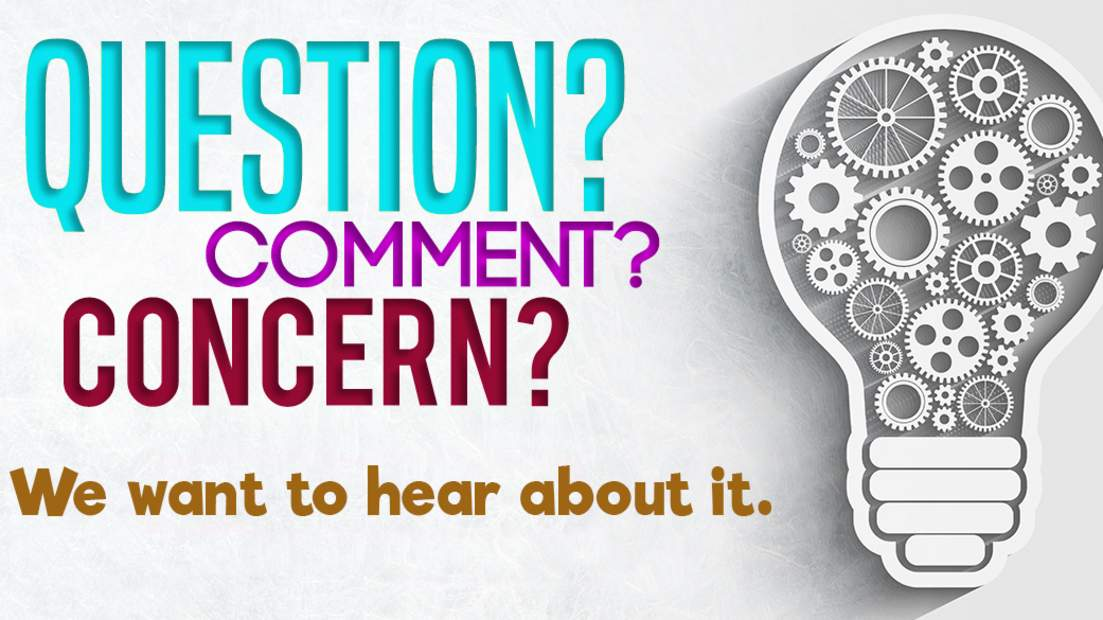 QUESTION?
COMMENT?
CONCERN?
We want to hear about it.